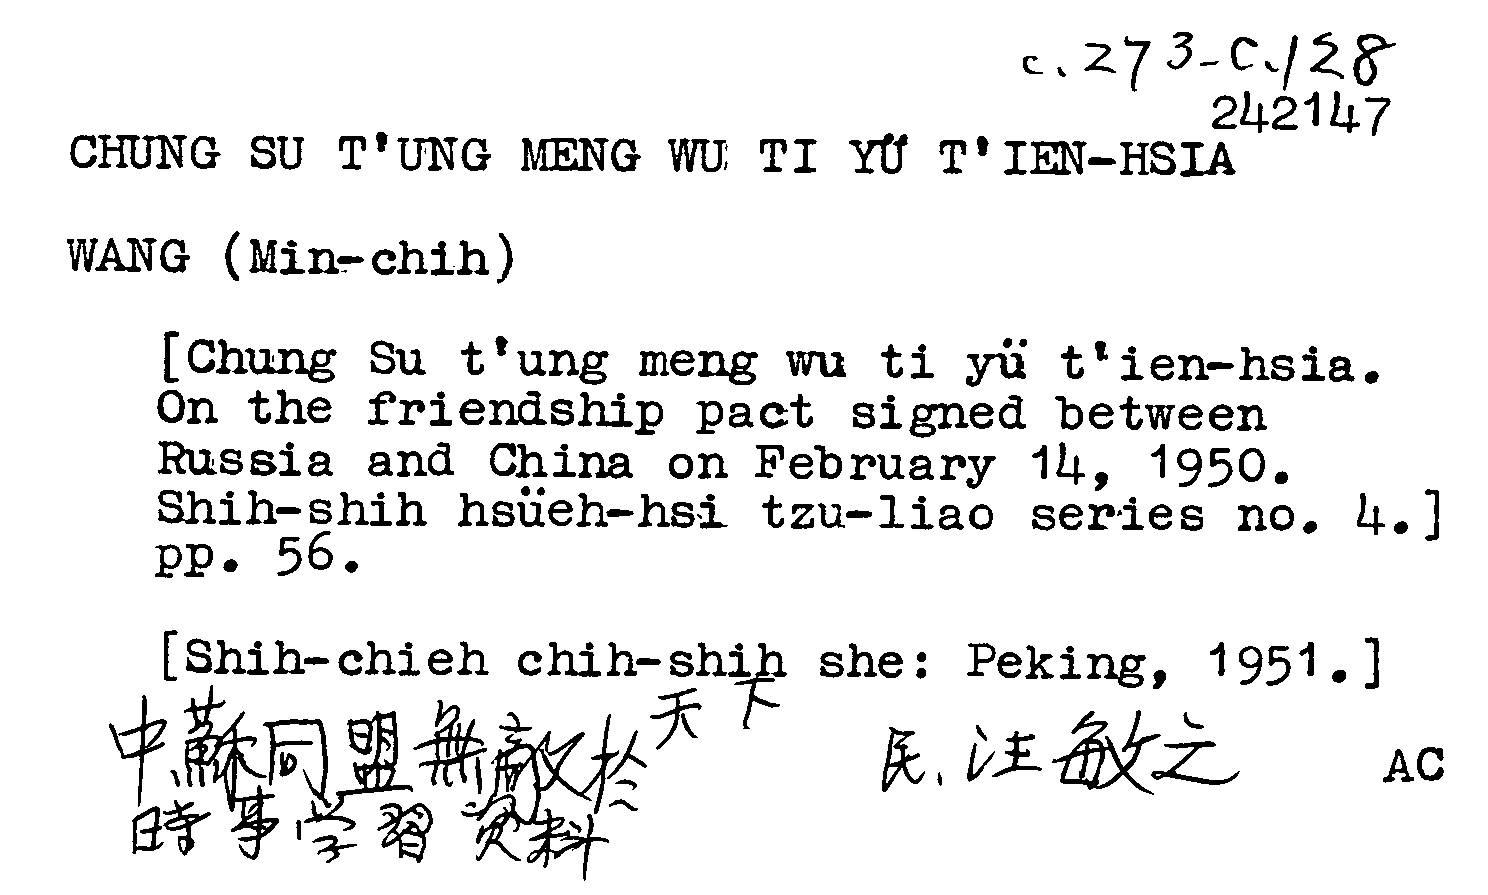 c. 273-C.128
242147
CHUNG SU T'UNG MENG WU TI YÜ T'IEN-HSIA
WANG (Min-chih)
[Chung Su t'ung meng wu ti yü t'ien-hsia.
On the friendship pact signed between
Russia and China on February 14, 1950.
Shih-shih hsüeh-hsi tzu-liao series no. 4.]
pp. 56.
[Shih-chieh chih-shih she: Peking, 1951.]
中蘇同盟無敵於天下 民、汪敏之 AC
時事学習資料